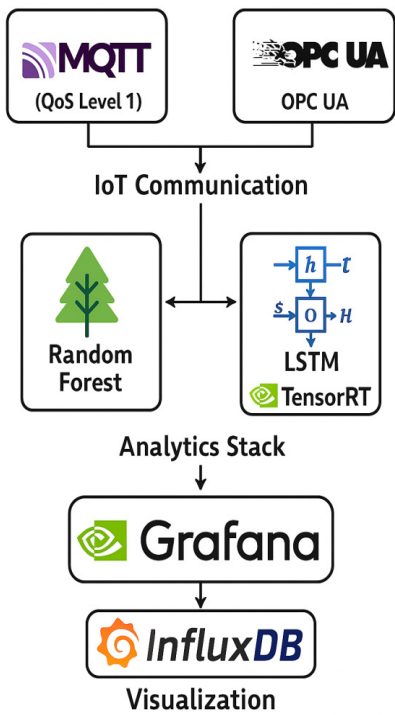 MQTT
(QoS Level 1)
OPC UA
OPC UA
IoT Communication
Random
Forest
h
t
s
O
H
LSTM
TensorRT
Analytics Stack
Grafana
InfluxDB
Visualization